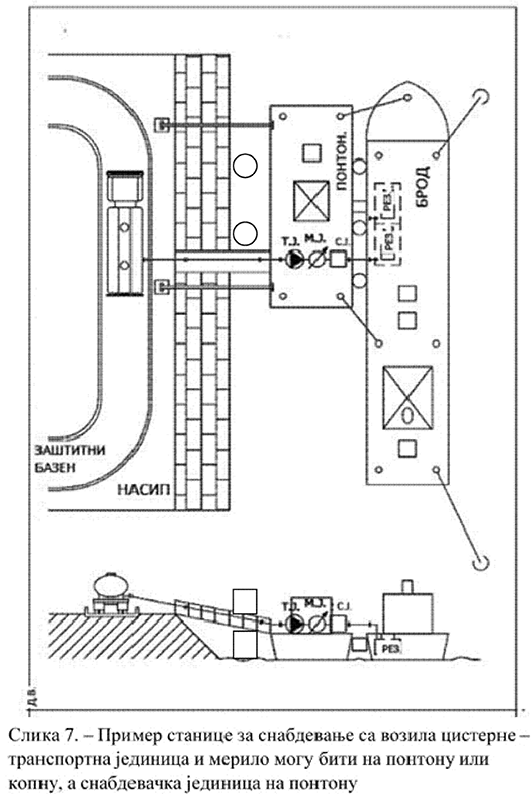 ПОНТОН.
БРОД
РЕЗ.
РЕЗ.
Т.Ј. М.Ј. С.Ј.
ЗАШТИТНИ
БАЗЕН
НАСИП
Т.Ј. М.Ј. С.Ј.
РЕЗ.
Д.В.
Слика 7. – Пример станице за снабдевање са возила цистерне –
транспортна јединица и мерило могу бити на понтону или
копну, а снабдевачка јединица на понтону